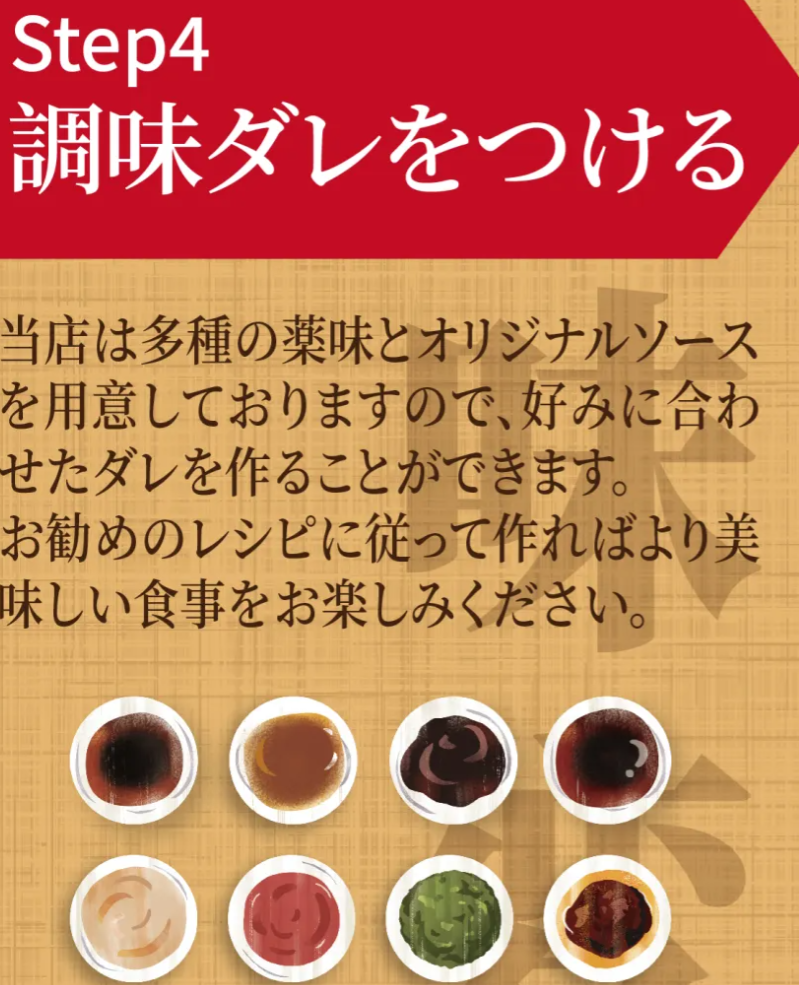 Step4
調味ダレをつける
当店は多種の薬味とオリジナルソース
を用意しておりますので、好みに合わ
せたダレを作ることができます。
お勧めのレシピに従って作ればより美
味しい食事をお楽しみください。
味